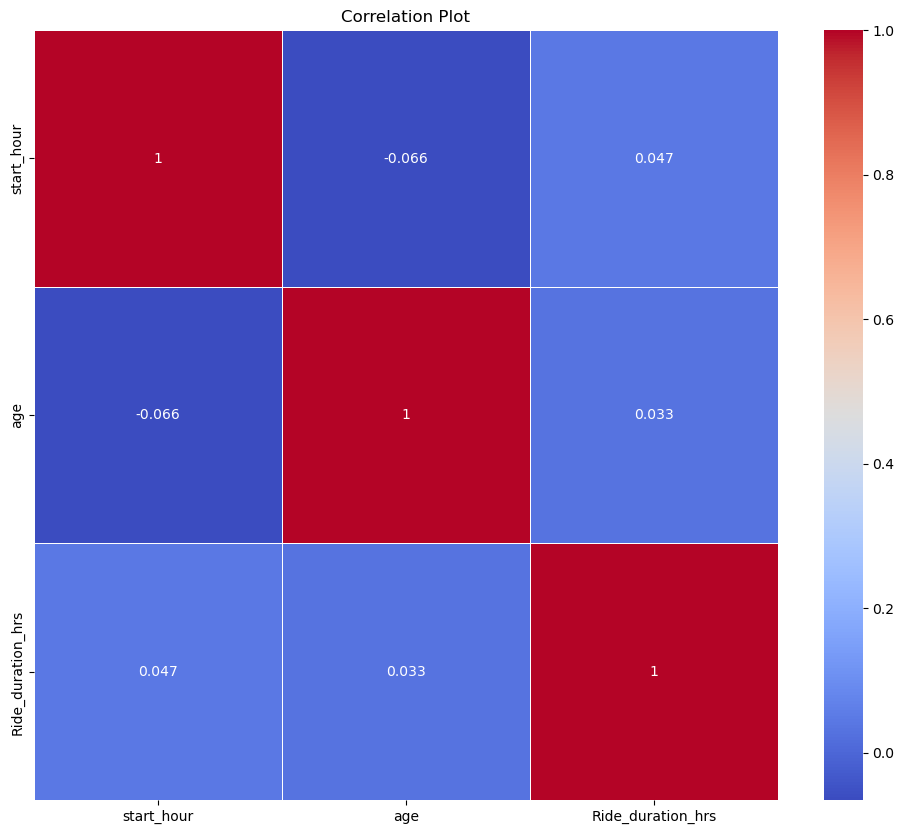 Correlation Plot
start_hour
1
-0.066
0.047
age
-0.066
1
0.033
Ride_duration_hrs
0.047
0.033
1
start_hour
age
Ride_duration_hrs
1.0
0.8
0.6
0.4
0.2
0.0